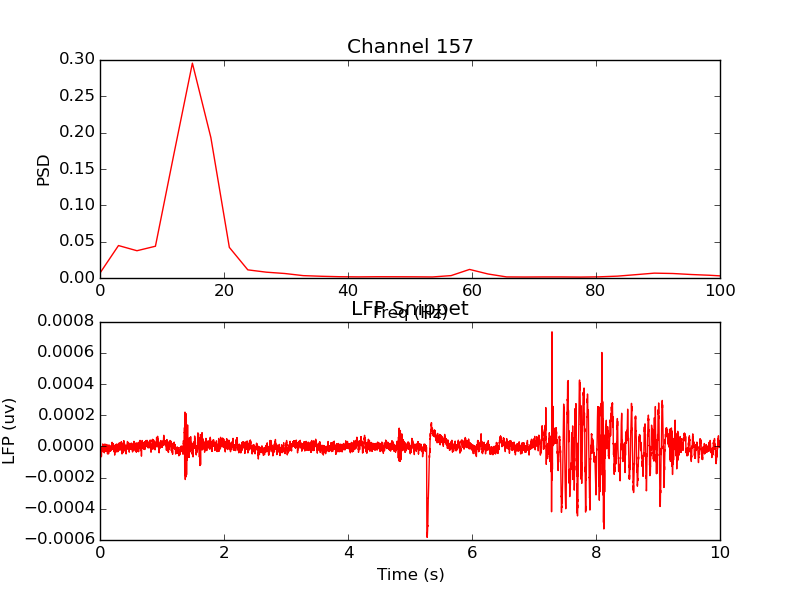 Channel 157
0.30
0.25
0.20
0.15
0.10
0.05
0.00
PSD
0 20 40 60 80 100
Freq (Hz)
LFP Snippet
0.0008
0.0006
0.0004
0.0002
0.0000
−0.0002
−0.0004
−0.0006
LFP (uv)
0 2 4 6 8 10
Time (s)